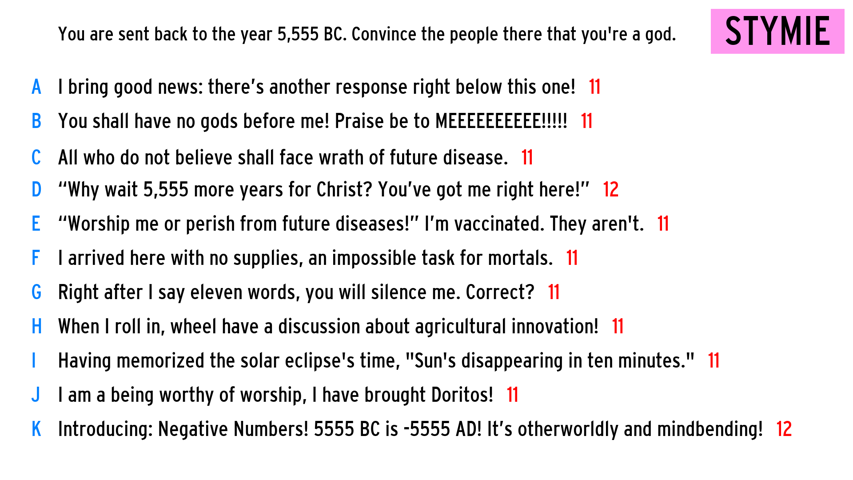 You are sent back to the year 5,555 BC. Convince the people there that you're a god.
STYMIE
A I bring good news: there's another response right below this one! 11
B You shall have no gods before me! Praise be to MEEEEEEEEEE!!!!! 11
C All who do not believe shall face wrath of future disease. 11
D “Why wait 5,555 more years for Christ? You’ve got me right here!” 12
E “Worship me or perish from future diseases!” I’m vaccinated. They aren't. 11
F I arrived here with no supplies, an impossible task for mortals. 11
G Right after I say eleven words, you will silence me. Correct? 11
H When I roll in, wheel have a discussion about agricultural innovation! 11
I Having memorized the solar eclipse's time, "Sun's disappearing in ten minutes." 11
J I am a being worthy of worship, I have brought Doritos! 11
K Introducing: Negative Numbers! 5555 BC is -5555 AD! It’s otherworldly and mindbending! 12